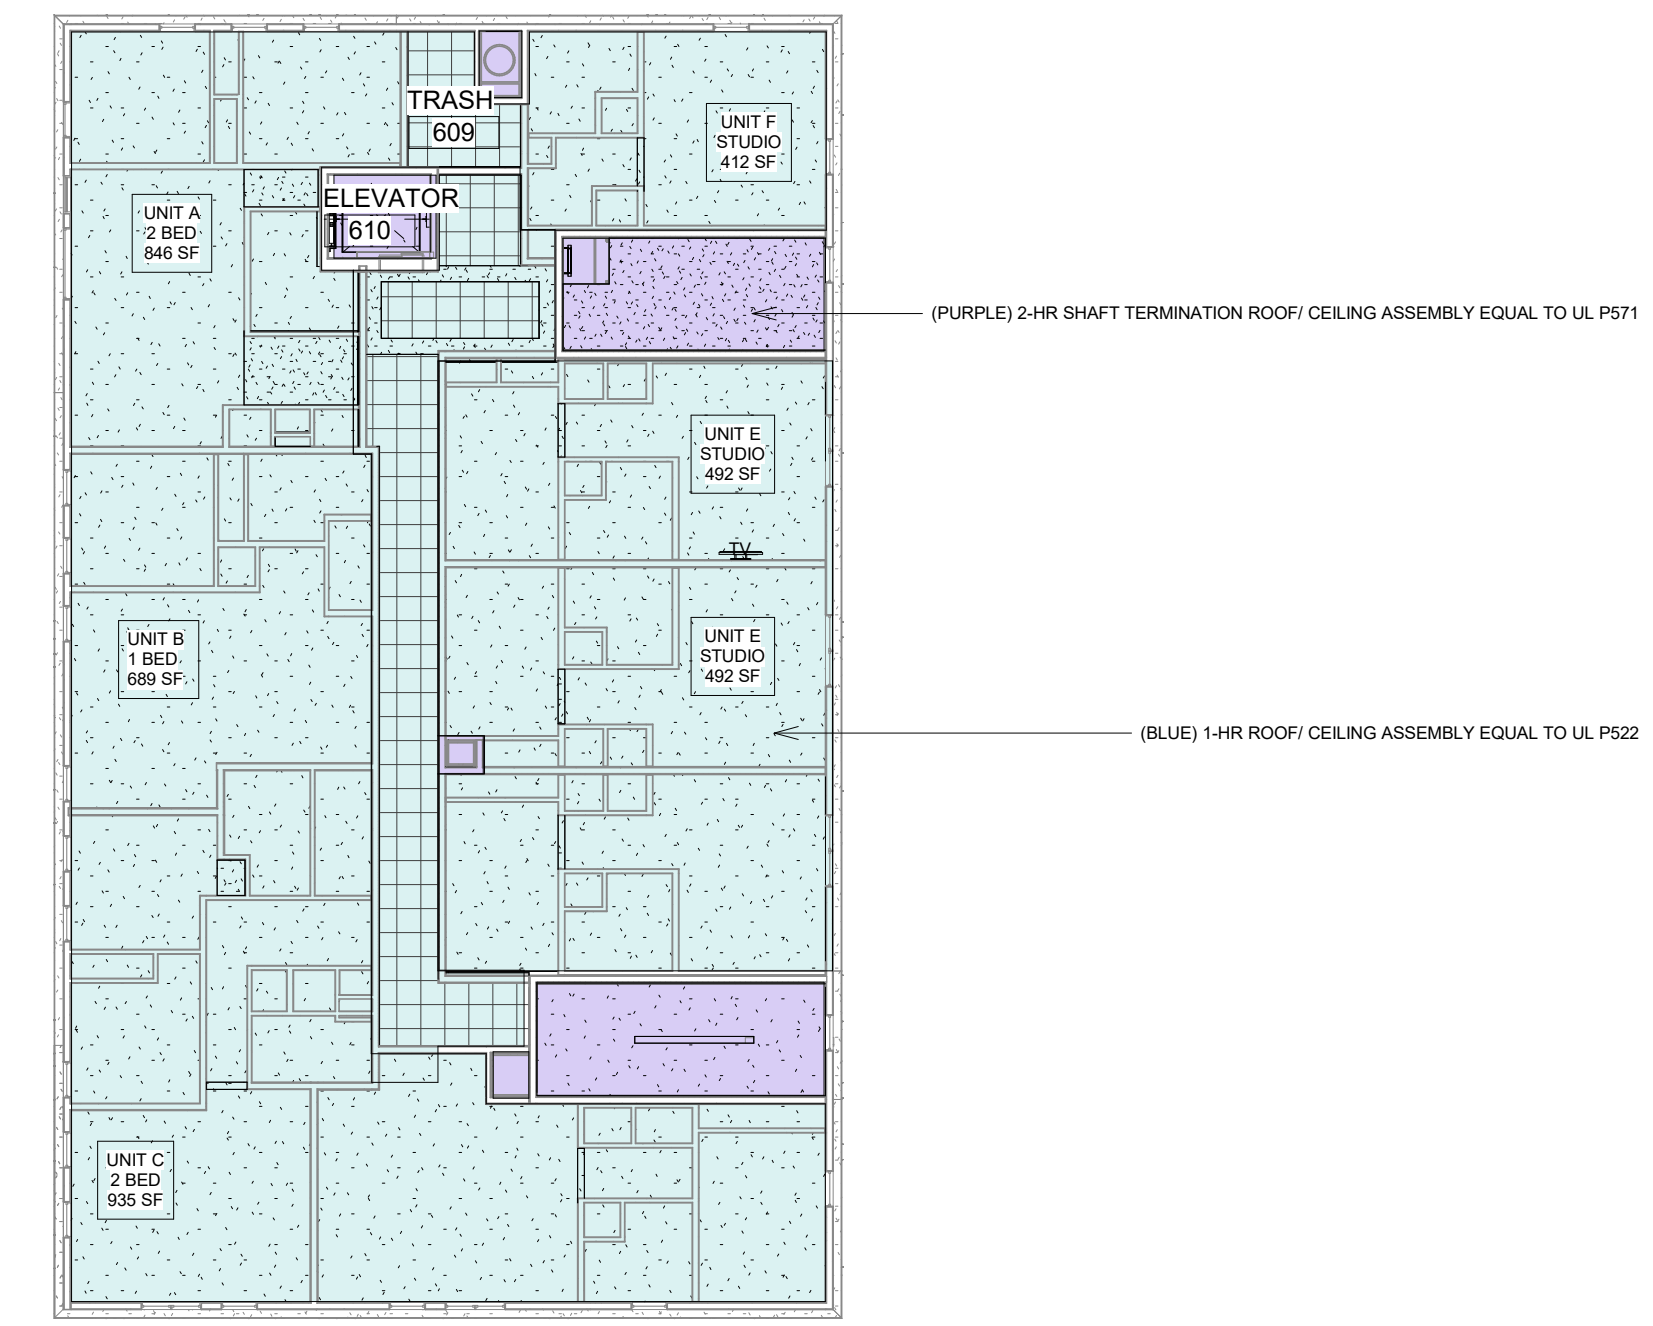 TRASH
609
UNIT F
STUDIO
412 SF
ELEVATOR
610
UNIT A
2 BED
846 SF
(PURPLE) 2-HR SHAFT TERMINATION ROOF/ CEILING ASSEMBLY EQUAL TO UL P571
UNIT E
STUDIO
492 SF
TV
UNIT B
1 BED
689 SF
UNIT E
STUDIO
492 SF
(BLUE) 1-HR ROOF/ CEILING ASSEMBLY EQUAL TO UL P522
UNIT C
2 BED
935 SF